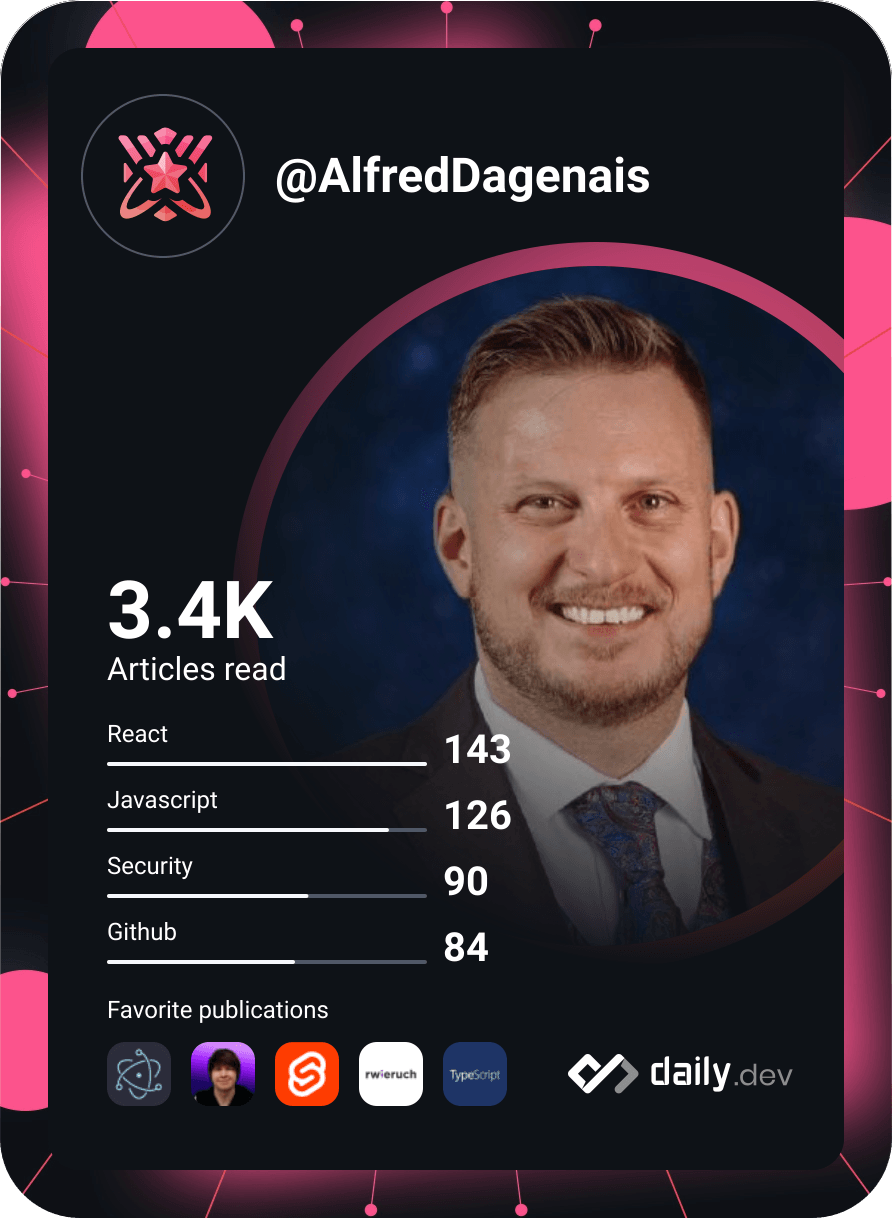 @AlfredDagenais
3.4K
Articles read
React
143
Javascript
126
Security
90
Github
84
Favorite publications
rwieruch
TypeScript
daily.dev